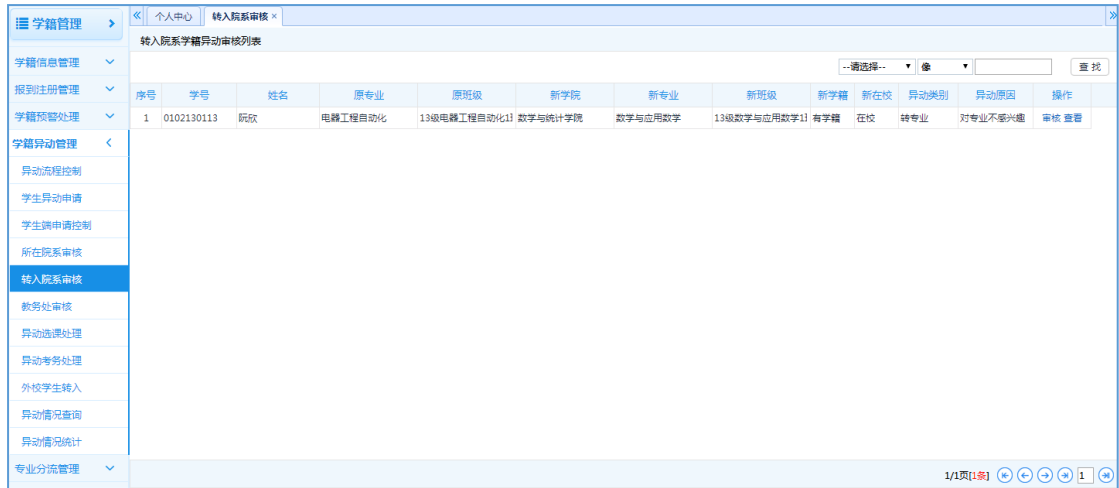 学籍管理
个人中心 转入院系审核 ×
转入院系学籍异动审核列表
--请选择-- 像 查 找
序号 学号 姓名 原专业 原班级 新学院 新专业 新班级 新学籍 新在校 异动类别 异动原因 操作
1 0102130113 阮欣 电器工程自动化 13级电器工程自动化1 数学与统计学院 数学与应用数学 13级数学与应用数学1 有学籍 在校 转专业 对专业不感兴趣 审核 查看
学籍信息管理
报到注册管理
学籍预警处理
学籍异动管理
异动流程控制
学生异动申请
学生端申请控制
所在院系审核
转入院系审核
教务处审核
异动选课处理
异动考务处理
外校学生转入
异动情况查询
异动情况统计
专业分流管理
1/1页[1条] 1